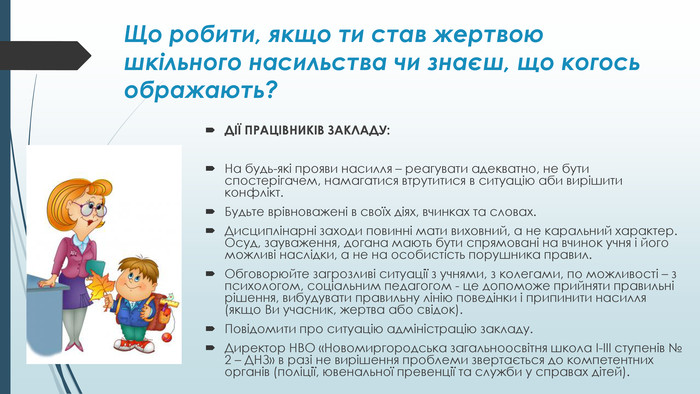 Що робити, якщо ти став жертвою
шкільного насильства чи знаєш, що когось
ображають?
ДІЇ ПРАЦІВНИКІВ ЗАКЛАДУ:
На будь-які прояви насилля – реагувати адекватно, не бути
спостерігачем, намагатися втрутитися в ситуацію аби вирішити
конфлікт.
Будьте врівноважені в своїх діях, вчинках та словах.
Дисциплінарні заходи повинні мати виховний, а не каральний характер.
Осуд, зауваження, догана мають бути спрямовані на вчинок учня і його
можливі наслідки, а не на особистість порушника правил.
Обговорюйте загрозливі ситуації з учнями, з колегами, по можливості – з
психологом, соціальним педагогом - це допоможе прийняти правильні
рішення, вибудувати правильну лінію поведінки і припинити насилля
(якщо Ви учасник, жертва або свідок).
Повідомити про ситуацію адміністрацію закладу.
Директор НВО «Новомиргородська загальноосвітня школа І-ІІІ ступенів №
2 – ДНЗ» в разі не вирішення проблеми звертається до компетентних
органів (поліції, ювенальної превенції та служби у справах дітей).